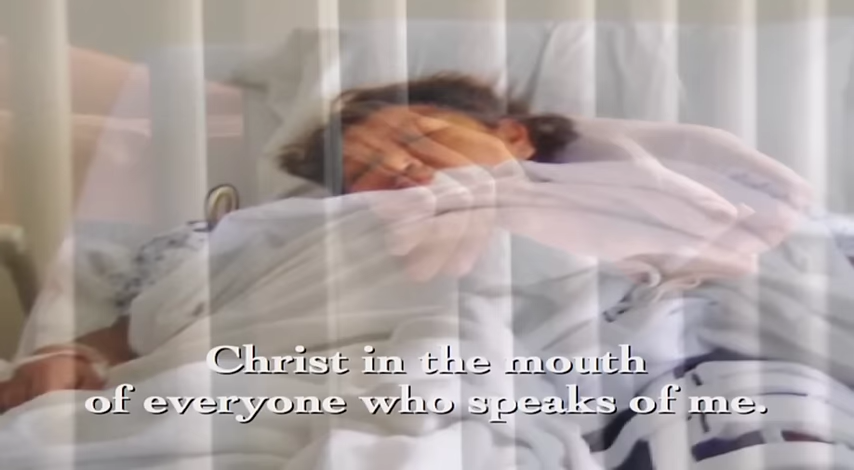 Christ in the mouth
of everyone who speaks of me.